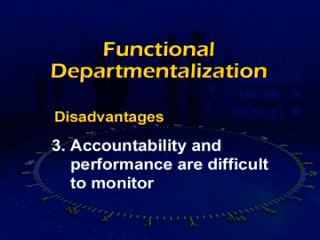 Functional
Departmentalization
Disadvantages
3. Accountability and
performance are difficult
to monitor